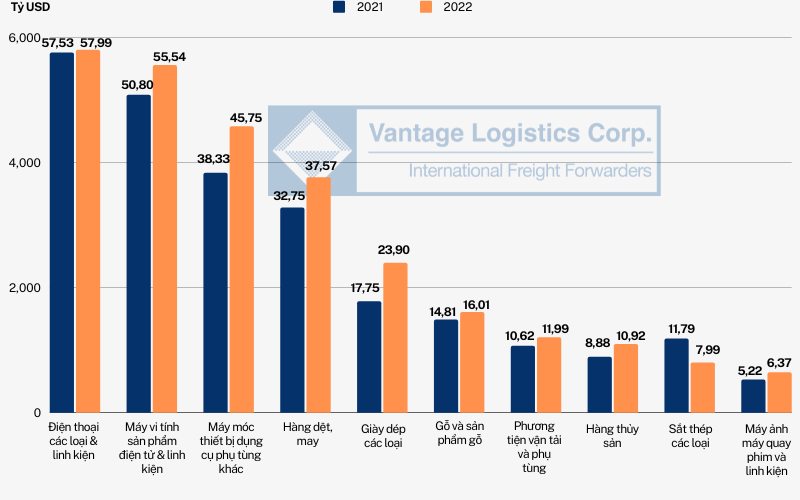 Tỷ USD
2021
2022
6,000
57,53
57,99
50,80
55,54
38,33
45,75
Vantage Logistics Corp.
International Freight Forwarders
4,000
32,75
37,57
23,90
17,75
2,000
14,81
16,01
10,62
11,99
8,88
10,92
11,79
7,99
5,22
6,37
0
Điện thoại
các loại &
linh kiện
Máy vi tính
sản phẩm
điện tử & linh
kiện
Máy móc
thiết bị dụng
cụ phụ tùng
khác
Hàng dệt,
may
Giày dép
các loại
Gỗ và sản
phẩm gỗ
Phương
tiện vận tải
và phụ
tùng
Hàng thủy
sản
Sắt thép
các loại
Máy ảnh
máy quay
phim và
linh kiện